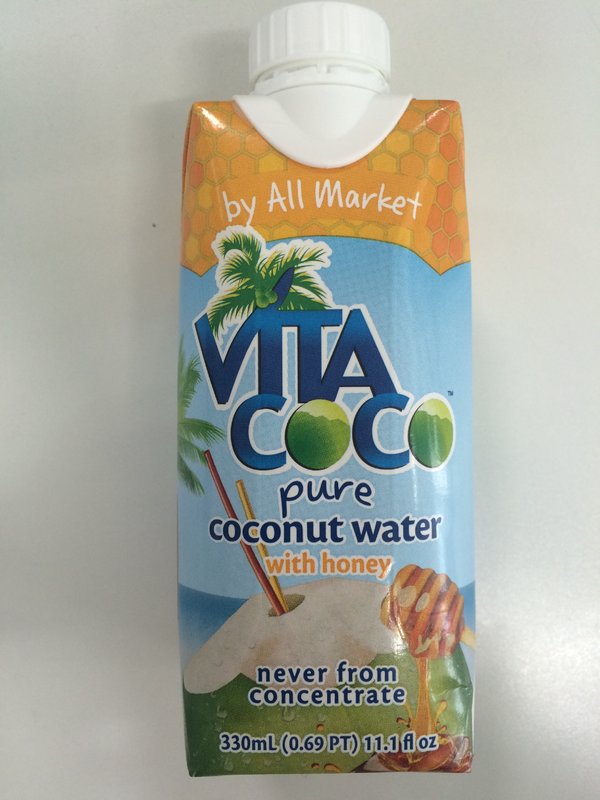 by All Market
VITA
COCO™
pure
coconut water
with honey
never from
concentrate
330mL (0.69 PT) 11.1 fl oz